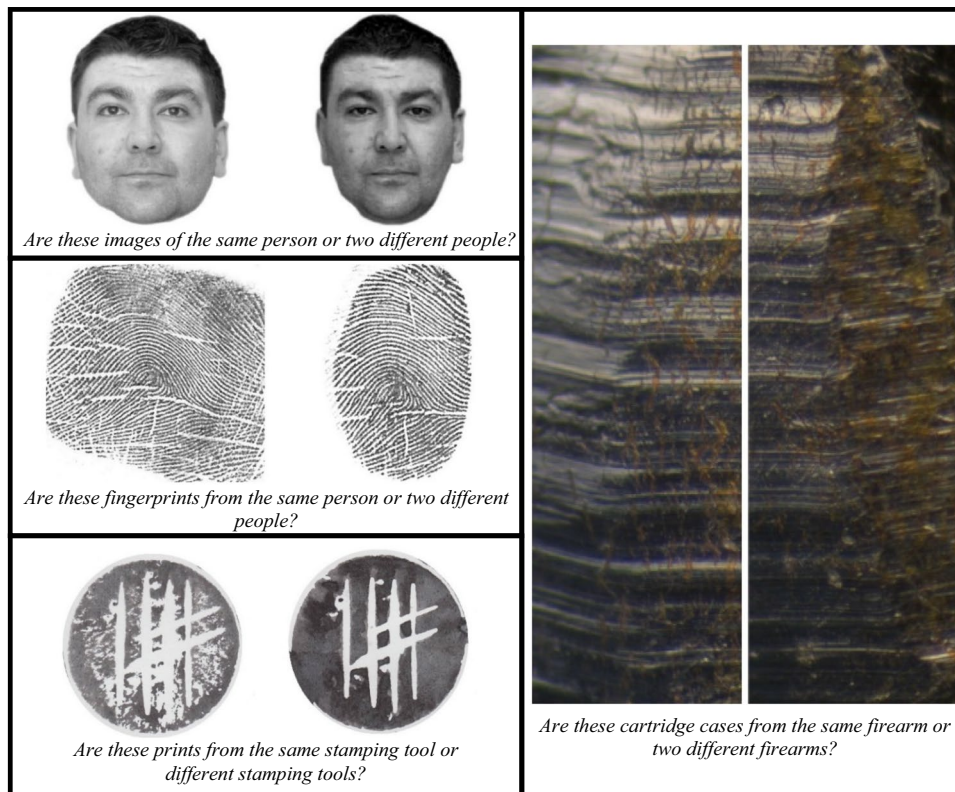 Are these images of the same person or two different people?
Are these fingerprints from the same person or two different
people?
Are these prints from the same stamping tool or
different stamping tools?
Are these cartridge cases from the same firearm or
two different firearms?